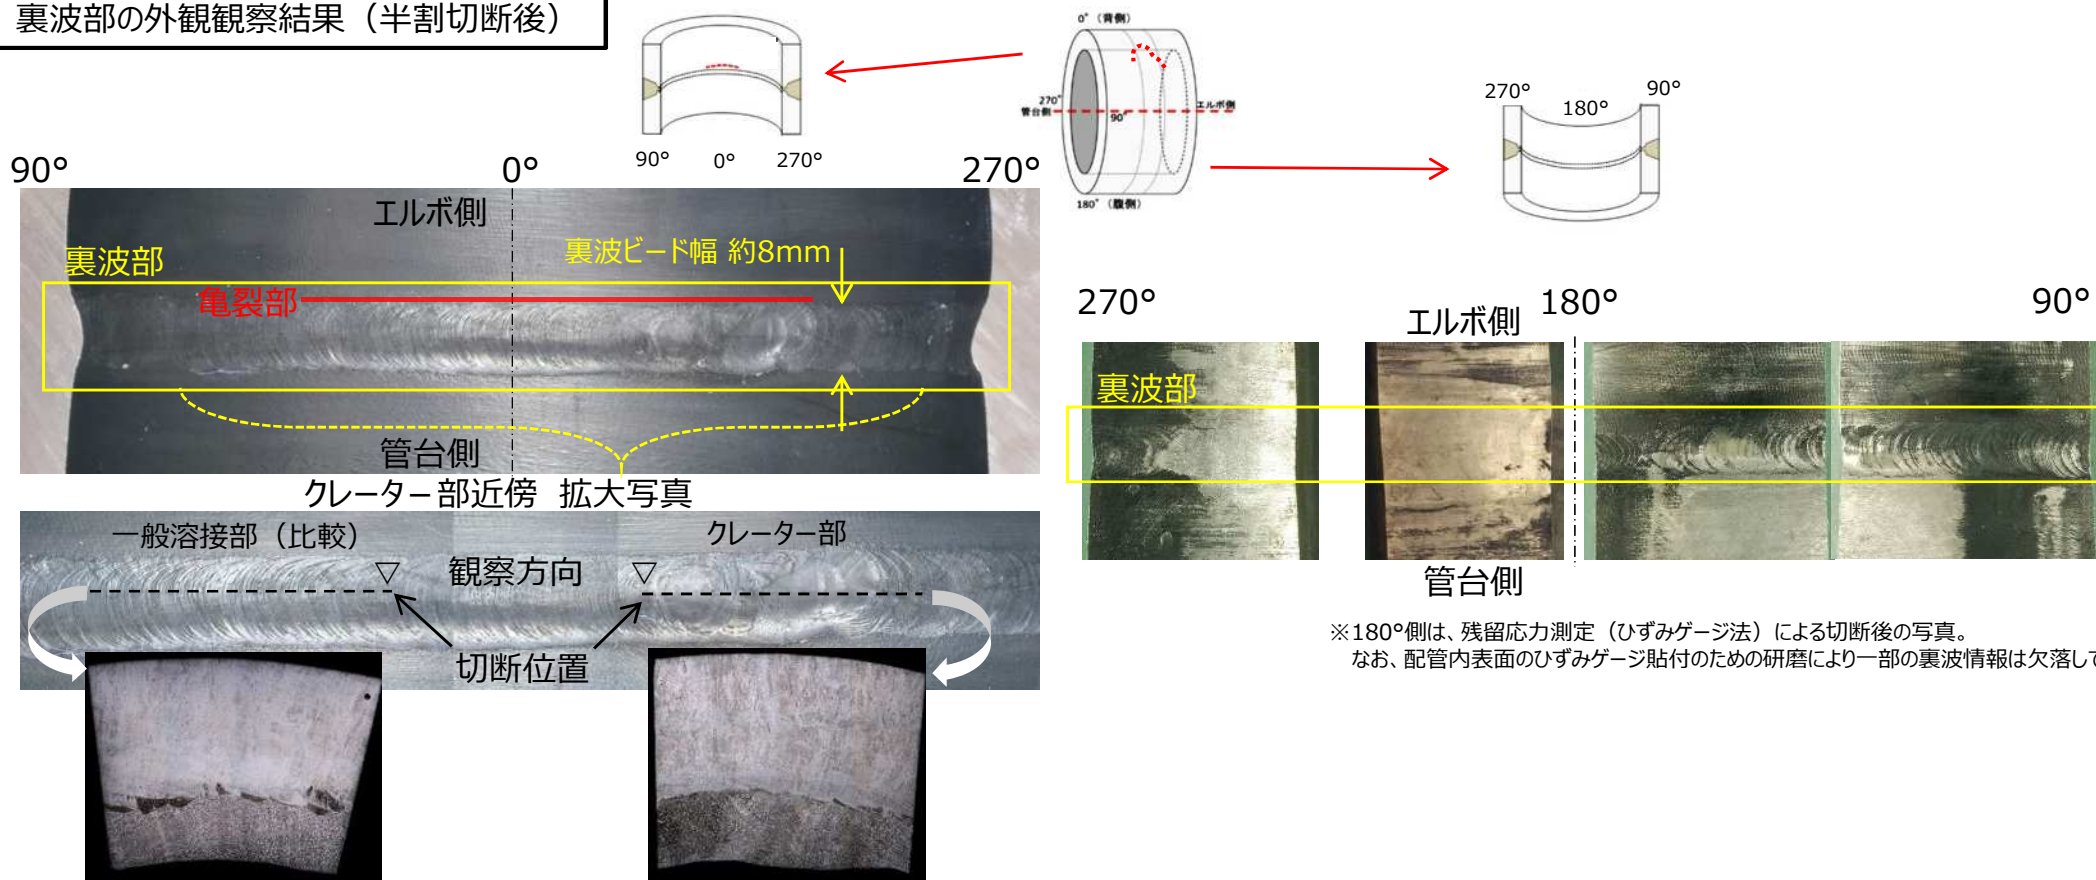 裏波部の外観観察結果（半割切断後）
90°
0°
270°
0°（背側）
270°
管台側
90°
エルボ側
180°（腹側）
270°
180°
90°
90°
0°
270°
エルボ側
裏波部
裏波ビード幅 約8mm
亀裂部
管台側
クレーター部近傍 拡大写真
一般溶接部（比較）
クレーター部
▽
観察方向
▽
切断位置
270°
エルボ側
180°
90°
裏波部
管台側
※180°側は、残留応力測定（ひずみゲージ法）による切断後の写真。
なお、配管内表面のひずみゲージ貼付のための研磨により一部の裏波情報は欠落し